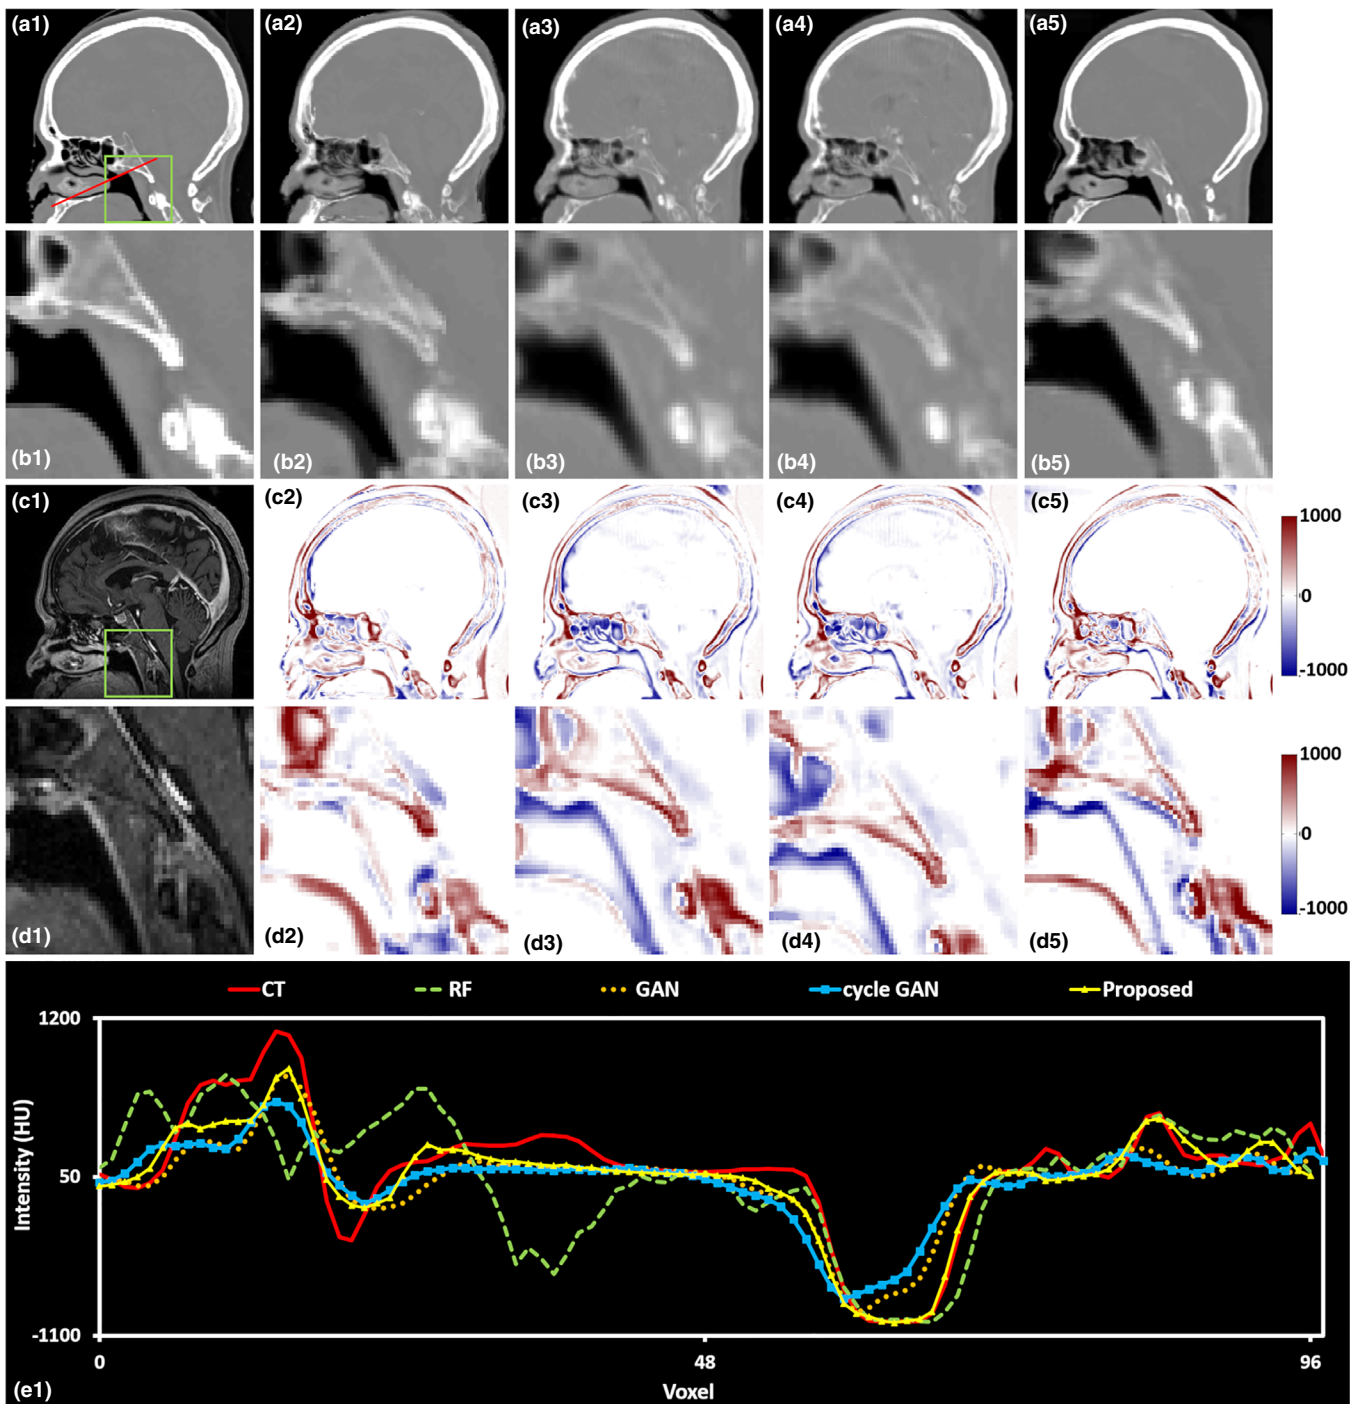 (a1) (a2) (a3) (a4) (a5)
(b1) (b2) (b3) (b4) (b5)
(c1) (c2) (c3) (c4) (c5)
1000
0
-1000
(d1) (d2) (d3) (d4) (d5)
1000
0
-1000
CT RF GAN cycle GAN Proposed
1200
50
-1100
Intensity (HU)
0 48 96
Voxel
(e1)